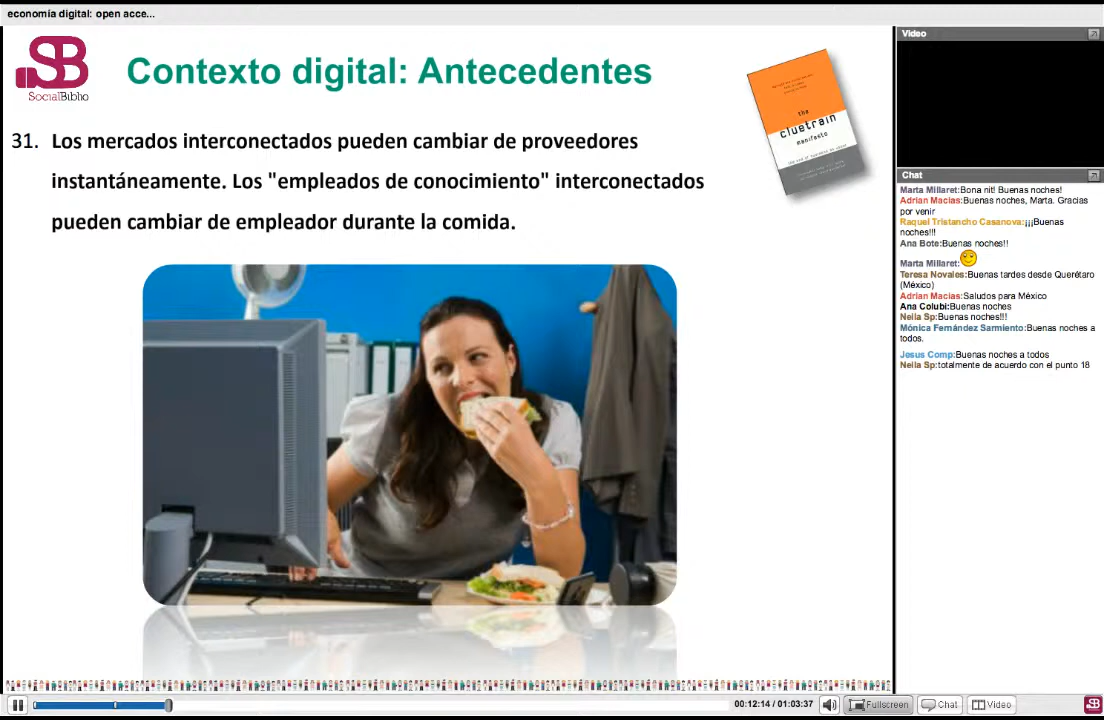 economía digital: open acce...
SB
SocialBiblio
Contexto digital: Antecedentes
the
cluetrain
manifesto
31. Los mercados interconectados pueden cambiar de proveedores
instantáneamente. Los "empleados de conocimiento" interconectados
pueden cambiar de empleador durante la comida.
Video
Chat
Marta Millaret:Bona nit! Buenas noches!
Adrian Macias:Buenas noches, Marta. Gracias
por venir
Raquel Tristancho Casanova:¡¡¡Buenas
noches!!!
Ana Bote:Buenas noches!!
Marta Millaret:
Teresa Novales:Buenas tardes desde Querétaro
(México)
Adrian Macias:Saludos para México
Ana Colubi:Buenas noches
Neila Sp:Buenas noches!!!
Mónica Fernández Sarmiento:Buenas noches a
todos.
Jesus Comp:Buenas noches a todos
Neila Sp:totalmente de acuerdo con el punto 18
00:12:14 / 01:03:37
Fullscreen
Chat
Video
SB